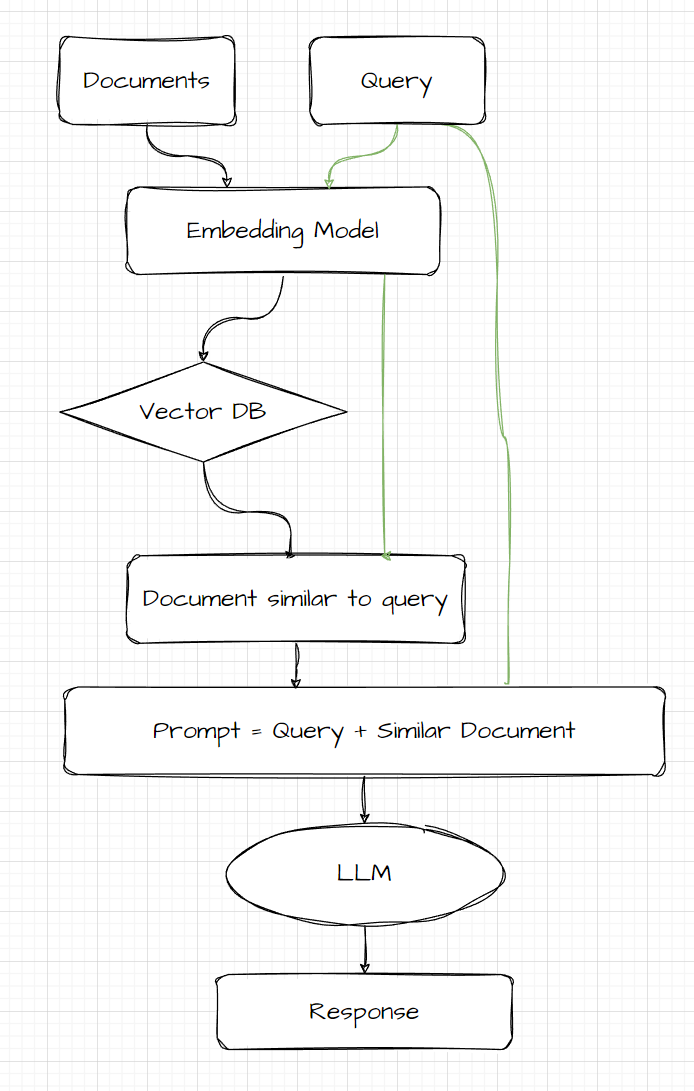 Documents
Query
Embedding Model
Vector DB
Document similar to query
Prompt = Query + Similar Document
LLM
Response